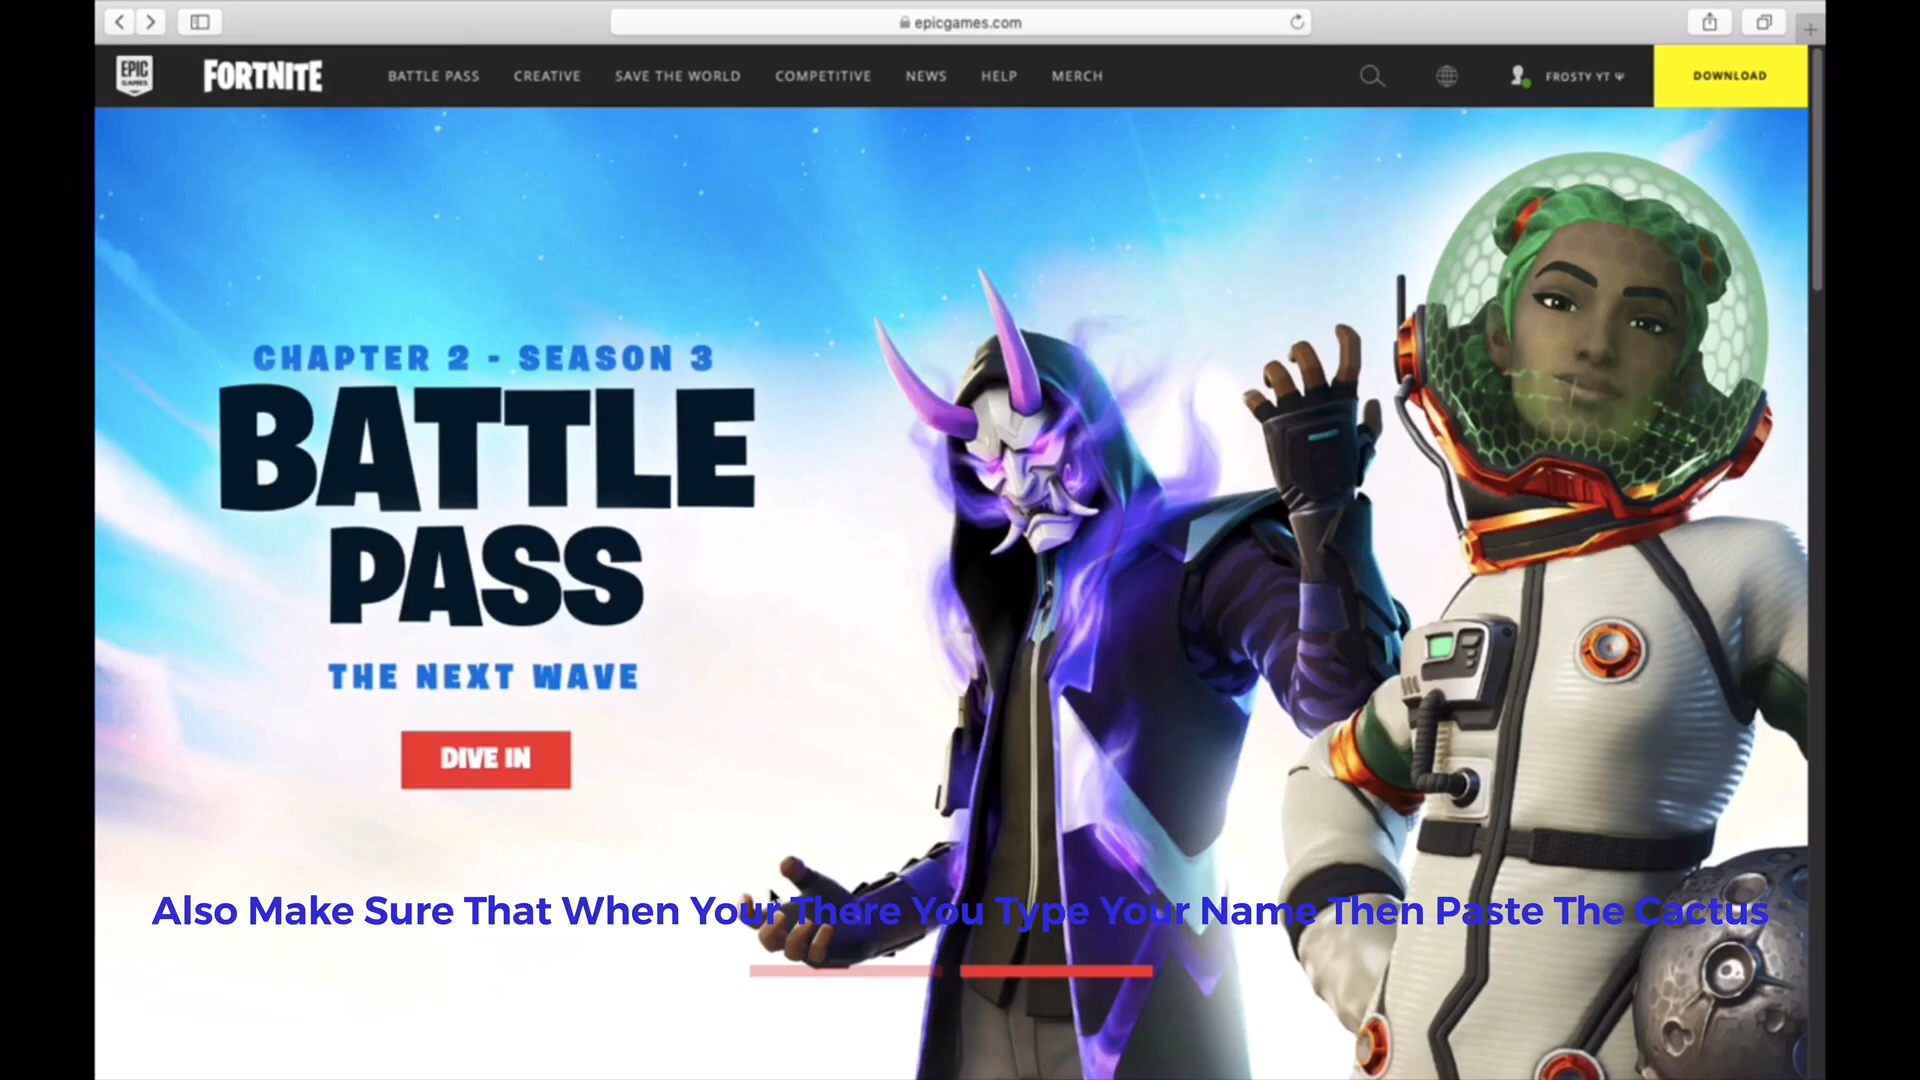 epicgames.com
EPIC GAMES
FORTNITE
BATTLE PASS CREATIVE SAVE THE WORLD COMPETITIVE NEWS HELP MERCH
FROSTY YT Ψ
DOWNLOAD
CHAPTER 2 - SEASON 3
BATTLE
PASS
THE NEXT WAVE
DIVE IN
Also Make Sure That When Your There You Type Your Name Then Paste The Cactus